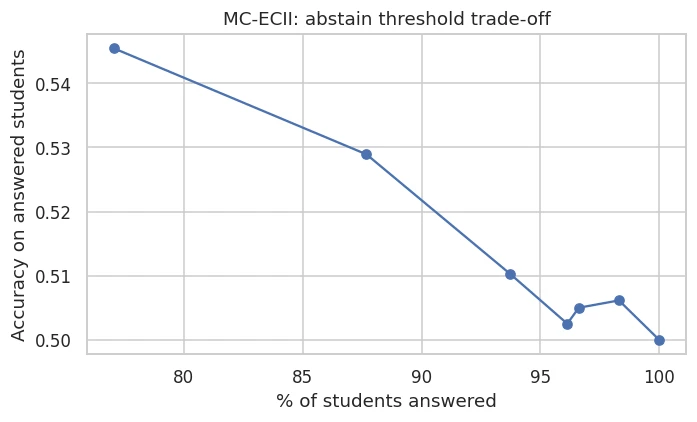 MC-ECII: abstain threshold trade-off
Accuracy on answered students
0.54
0.53
0.52
0.51
0.50
80 85 90 95 100
% of students answered